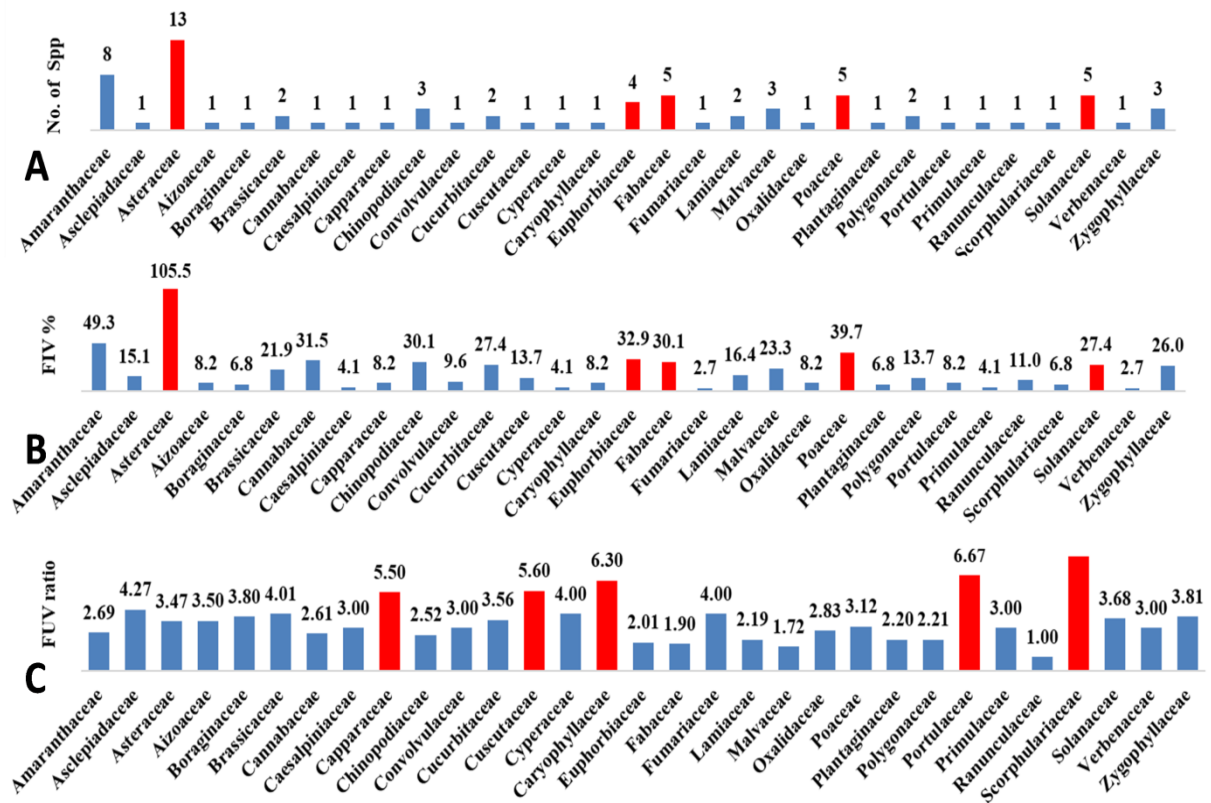 No. of Spp
8 1 13 1 1 2 1 1 1 3 1 2 1 1 1 4 5 1 2 3 1 5 1 2 1 1 1 1 5 1 3
A
Amaranthaceae
Asclepiadaceae
Asteraceae
Aizoaceae
Boraginaceae
Brassicaceae
Cannabaceae
Caesalpiniaceae
Capparaceae
Chinopodiaceae
Convolvulaceae
Cucurbitaceae
Cuscutaceae
Cyperaceae
Caryophyllaceae
Euphorbiaceae
Fabaceae
Fumariaceae
Lamiaceae
Malvaceae
Oxalidaceae
Poaceae
Plantaginaceae
Polygonaceae
Portulaceae
Primulaceae
Ranunculaceae
Scorphulariaceae
Solanaceae
Verbenaceae
Zygophyllaceae
FIV %
49.3 15.1 105.5 8.2 6.8 21.9 31.5 4.1 8.2 30.1 9.6 27.4 13.7 4.1 8.2 32.9 30.1 2.7 16.4 23.3 8.2 39.7 6.8 13.7 8.2 4.1 11.0 6.8 27.4 2.7 26.0
B
Amaranthaceae
Asclepiadaceae
Asteraceae
Aizoaceae
Boraginaceae
Brassicaceae
Cannabaceae
Caesalpiniaceae
Capparaceae
Chinopodiaceae
Convolvulaceae
Cucurbitaceae
Cuscutaceae
Cyperaceae
Caryophyllaceae
Euphorbiaceae
Fabaceae
Fumariaceae
Lamiaceae
Malvaceae
Oxalidaceae
Poaceae
Plantaginaceae
Polygonaceae
Portulaceae
Primulaceae
Ranunculaceae
Scorphulariaceae
Solanaceae
Verbenaceae
Zygophyllaceae
FUV ratio
2.69 4.27 3.47 3.50 3.80 4.01 2.61 3.00 5.50 2.52 3.00 3.56 5.60 4.00 6.30 2.01 1.90 4.00 2.19 1.72 2.83 3.12 2.20 2.21 6.67 3.00 1.00 3.68 3.00 3.81
C
Amaranthaceae
Asclepiadaceae
Asteraceae
Aizoaceae
Boraginaceae
Brassicaceae
Cannabaceae
Caesalpiniaceae
Capparaceae
Chinopodiaceae
Convolvulaceae
Cucurbitaceae
Cuscutaceae
Cyperaceae
Caryophyllaceae
Euphorbiaceae
Fabaceae
Fumariaceae
Lamiaceae
Malvaceae
Oxalidaceae
Poaceae
Plantaginaceae
Polygonaceae
Portulaceae
Primulaceae
Ranunculaceae
Scorphulariaceae
Solanaceae
Verbenaceae
Zygophyllaceae